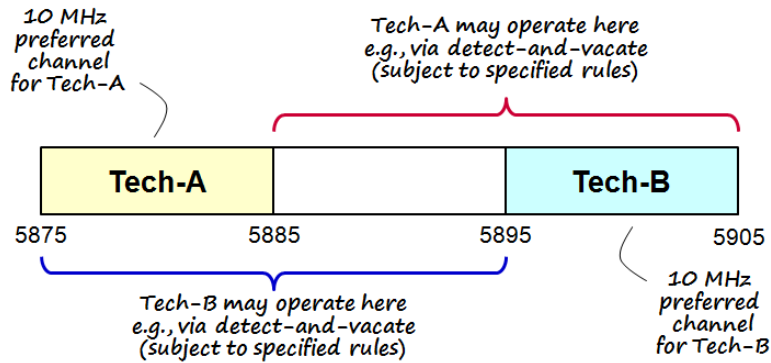 10 MHz
preferred
channel
for Tech-A
Tech-A may operate here
e.g., via detect-and-vacate
(subject to specified rules)
Tech-A
Tech-B
5875
5885
5895
5905
Tech-B may operate here
e.g., via detect-and-vacate
(subject to specified rules)
10 MHz
preferred
channel
for Tech-B